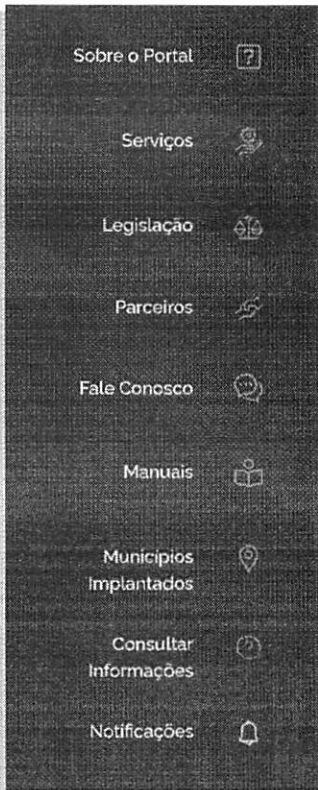 Sobre o Portal
Serviços
Legislação
Parceiros
Fale Conosco
Manuais
Municípios
Implantados
Consultar
Informações
Notificações